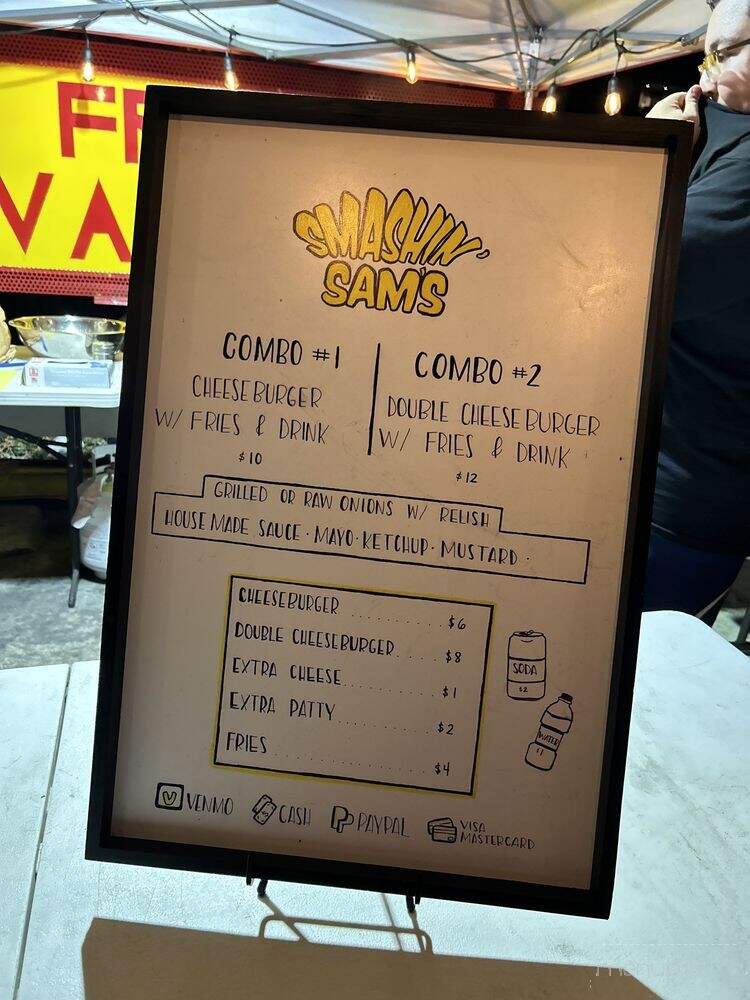 FR
VA
SMASHIN'
SAM'S
COMBO #1
CHEESEBURGER
W/ FRIES & DRINK
$10
COMBO #2
DOUBLE CHEESEBURGER
W/ FRIES & DRINK
$12
GRILLED OR RAW ONIONS W/ RELISH
HOUSE MADE SAUCE · MAYO · KETCHUP · MUSTARD ·
CHEESEBURGER .......... $6
DOUBLE CHEESEBURGER ..... $8
EXTRA CHEESE .......... $1
EXTRA PATTY .......... $2
FRIES .......... $4
SODA
$2
WATER
$1
VENMO CASH PAYPAL VISA
MASTERCARD